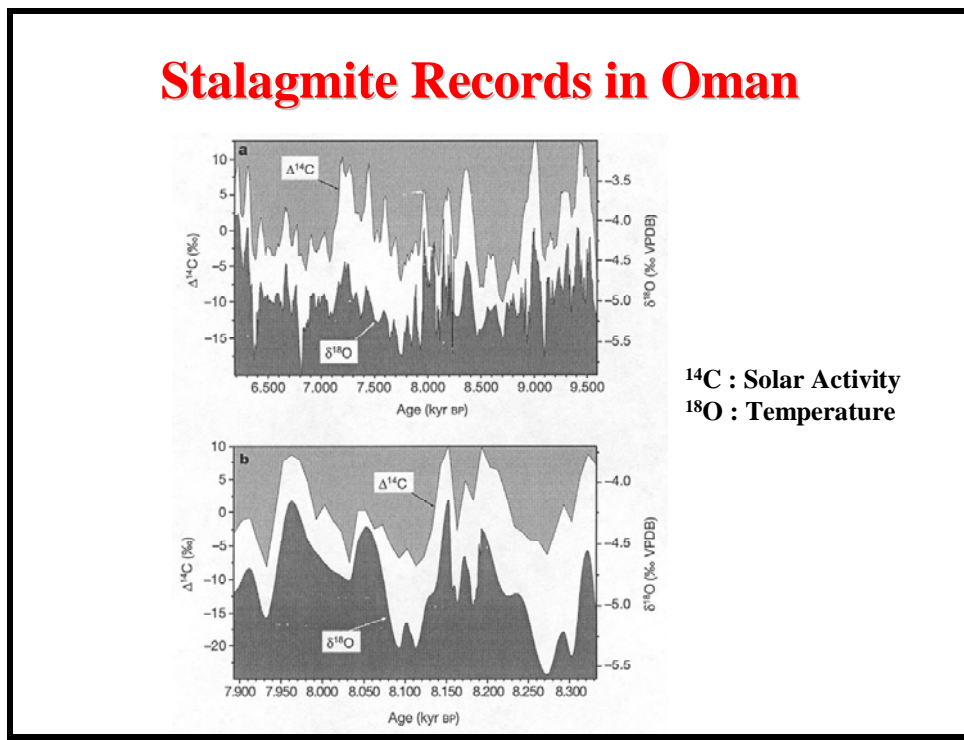 Stalagmite Records in Oman
a
Δ¹⁴C
δ¹⁸O
10
5
0
−5
−10
−15
Δ¹⁴C (‰)
−3.5
−4.0
−4.5
−5.0
−5.5
δ¹⁸O (‰ VPDB)
6.500 7.000 7.500 8.000 8.500 9.000 9.500
Age (kyr BP)
¹⁴C : Solar Activity
¹⁸O : Temperature
b
Δ¹⁴C
δ¹⁸O
10
5
0
−5
−10
−15
−20
Δ¹⁴C (‰)
−4.0
−4.5
−5.0
−5.5
δ¹⁸O (‰ VPDB)
7.900 7.950 8.000 8.050 8.100 8.150 8.200 8.250 8.300
Age (kyr BP)